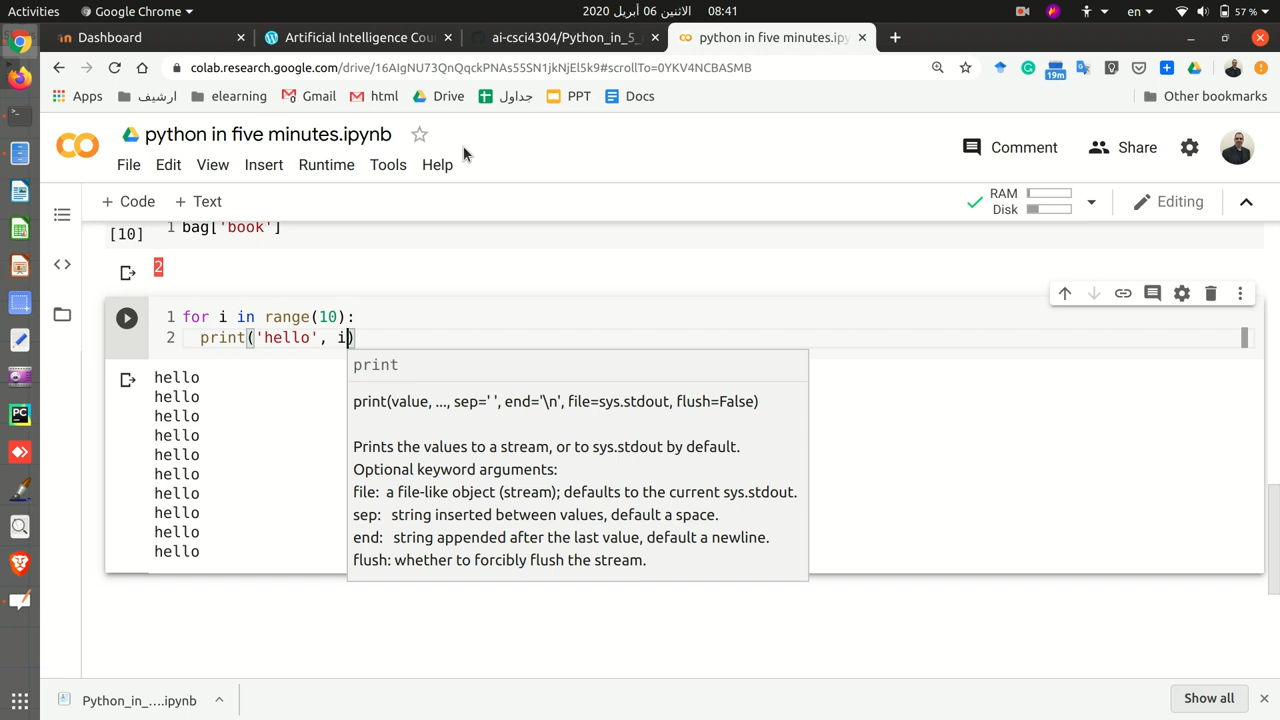 Activities Google Chrome الاثنين 06 أبريل 2020 08:41 en 57 %
Dashboard Artificial Intelligence Cou ai-csci4304/Python_in_5_ python in five minutes.ipyn
colab.research.google.com/drive/16AIgNU73QnQqckPNAs55SN1jkNjEl5k9#scrollTo=0YKV4NCBASMB 19m
Apps ارشيف elearning Gmail html Drive جداول PPT Docs Other bookmarks
python in five minutes.ipynb
Comment Share
File Edit View Insert Runtime Tools Help
+ Code + Text RAM Disk Editing
[10] 1 bag['book']
2
1 for i in range(10):
2 print('hello', i)
print
print(value, ..., sep=' ', end='\n', file=sys.stdout, flush=False)
Prints the values to a stream, or to sys.stdout by default.
Optional keyword arguments:
file: a file-like object (stream); defaults to the current sys.stdout.
sep: string inserted between values, default a space.
end: string appended after the last value, default a newline.
flush: whether to forcibly flush the stream.
hello
hello
hello
hello
hello
hello
hello
hello
hello
hello
Python_in_....ipynb Show all